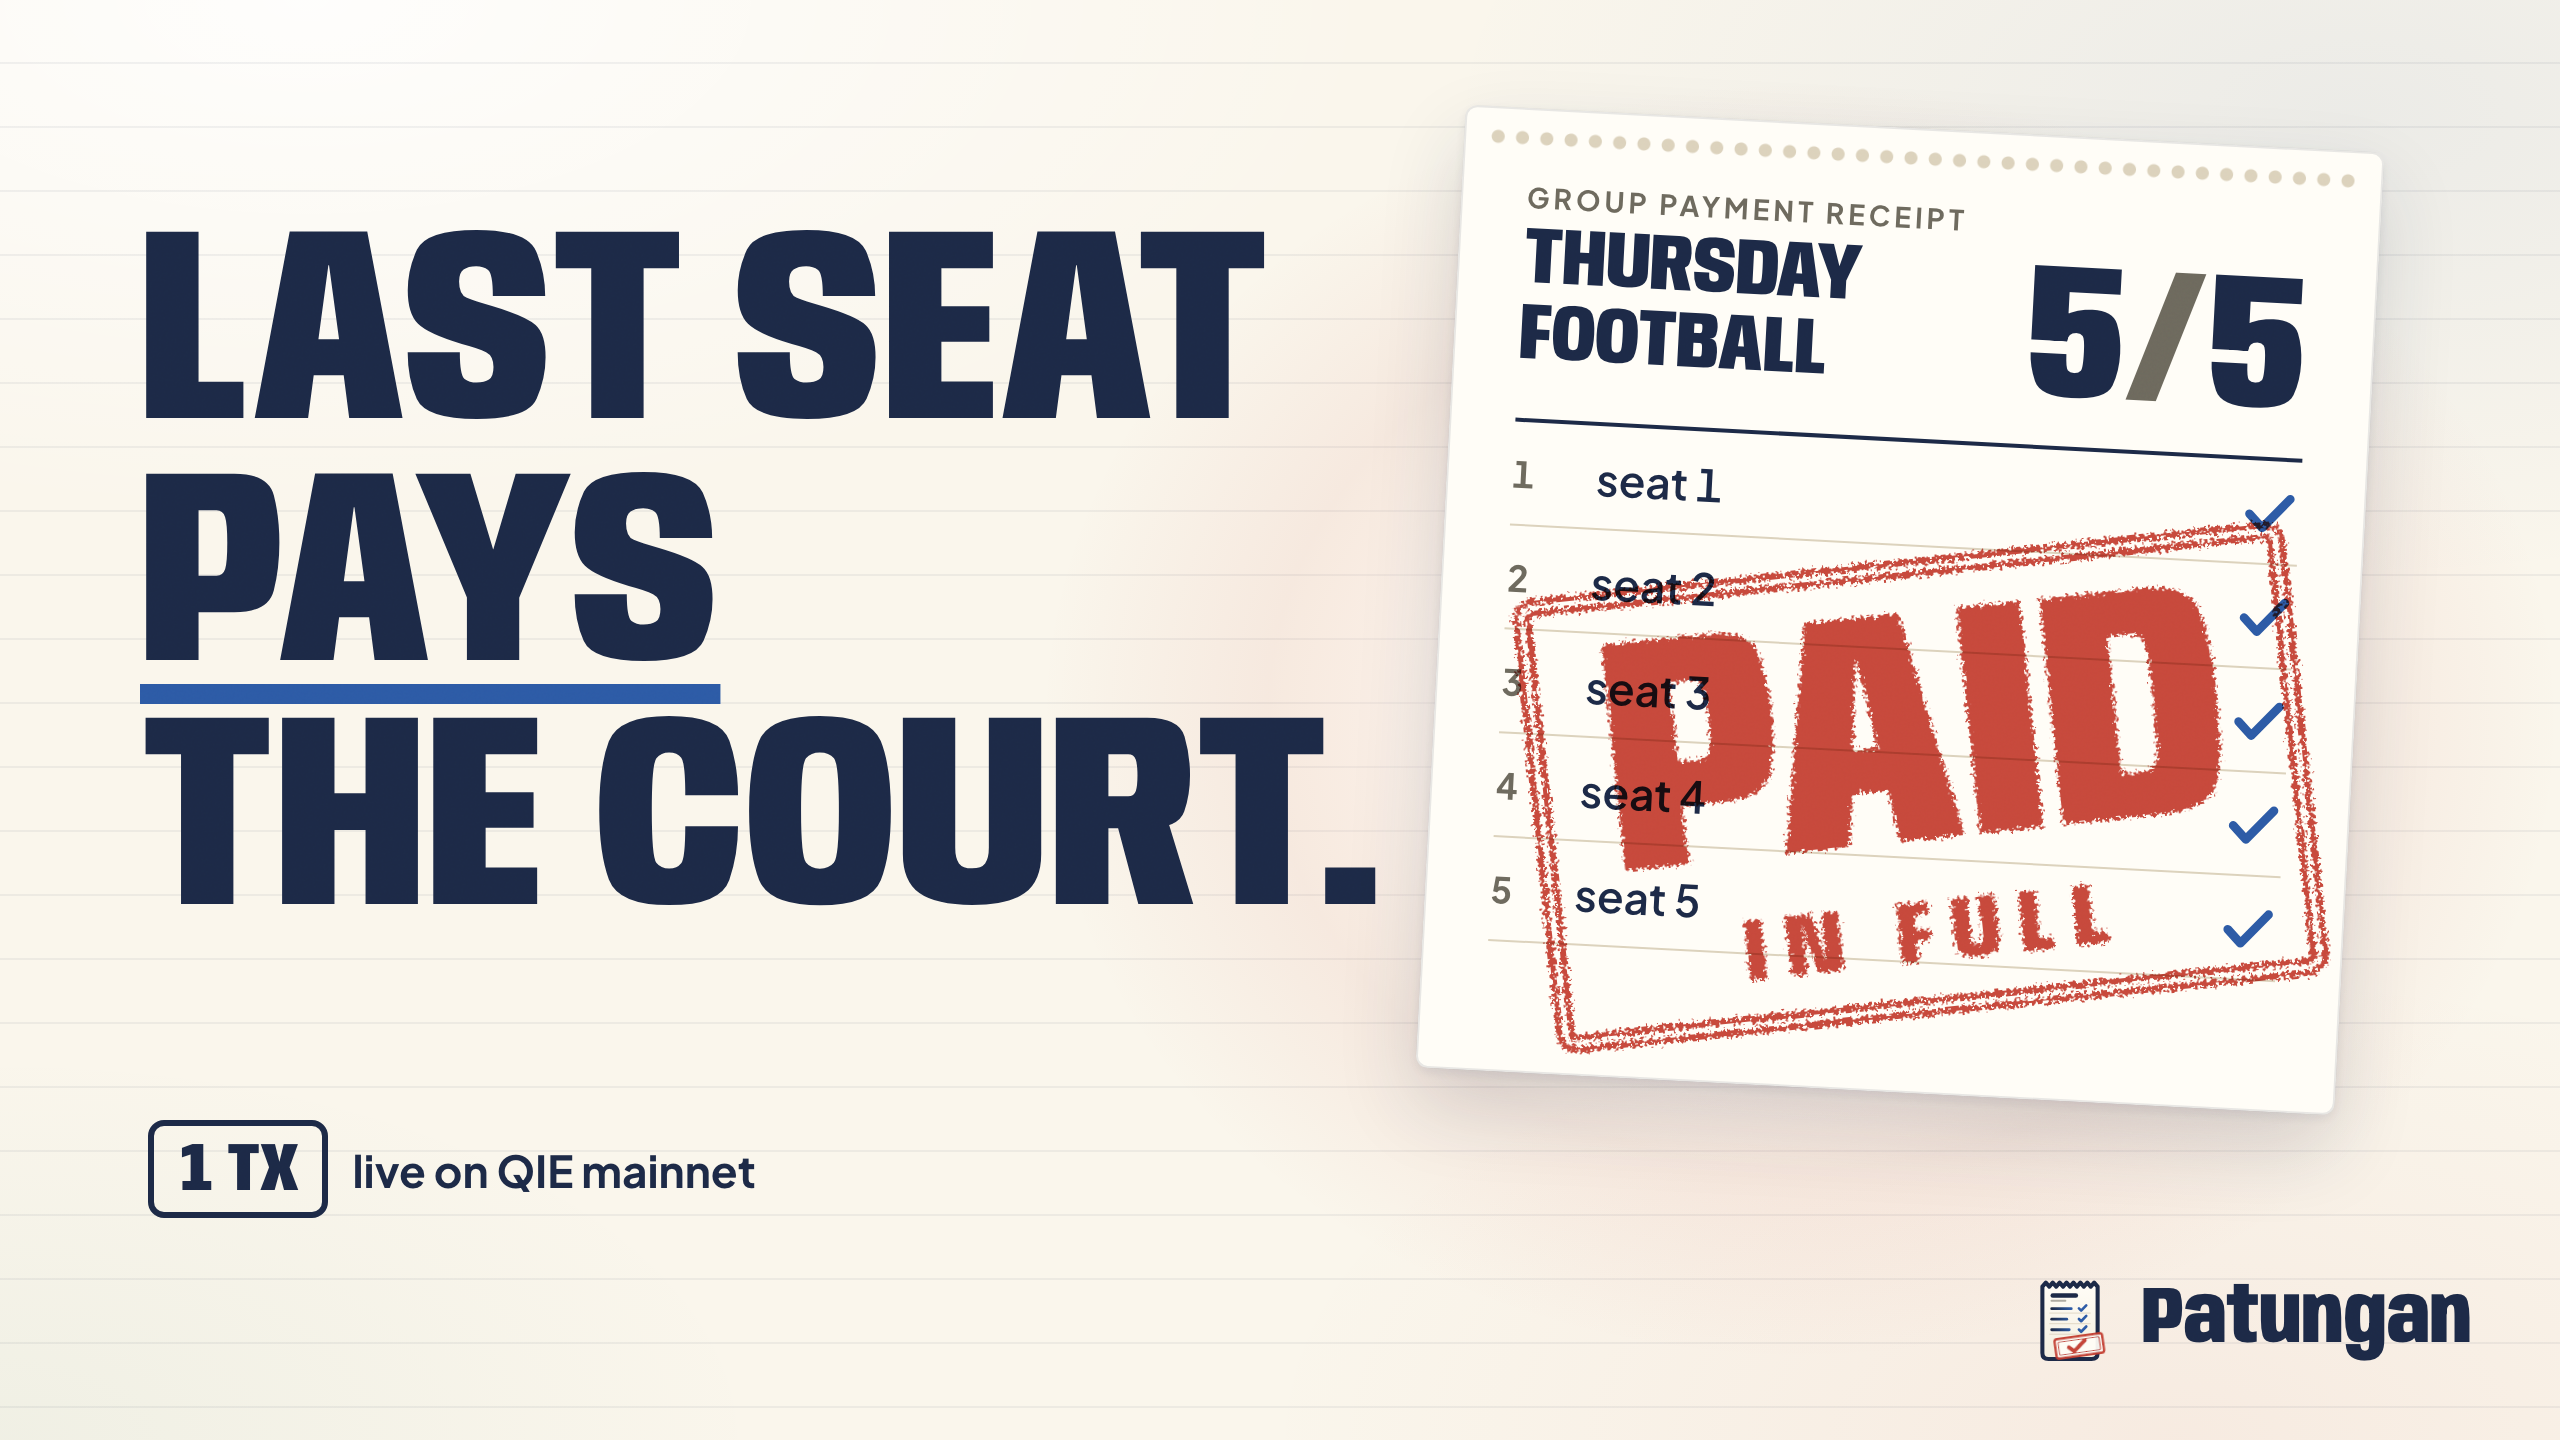 LAST SEAT
PAYS
THE COURT.
1 TX live on QIE mainnet
GROUP PAYMENT RECEIPT
THURSDAY
FOOTBALL
5/5
1 seat 1
2 seat 2
3 seat 3
4 seat 4
5 seat 5
PAID
IN FULL
Patungan